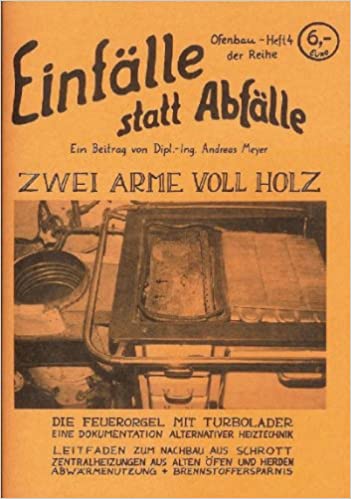 Ofenbau - Heft 4
der Reihe
6,-
EURO
Einfälle
statt Abfälle
Ein Beitrag von Dipl.-Ing. Andreas Meyer
ZWEI ARME VOLL HOLZ
DIE FEUERORGEL MIT TURBOLADER
EINE DOKUMENTATION ALTERNATIVER HEIZTECHNIK
LEITFADEN ZUM NACHBAU AUS SCHROTT
ZENTRALHEIZUNGEN AUS ALTEN ÖFEN UND HERDEN
ABWÄRMENUTZUNG + BRENNSTOFFERSPARNIS